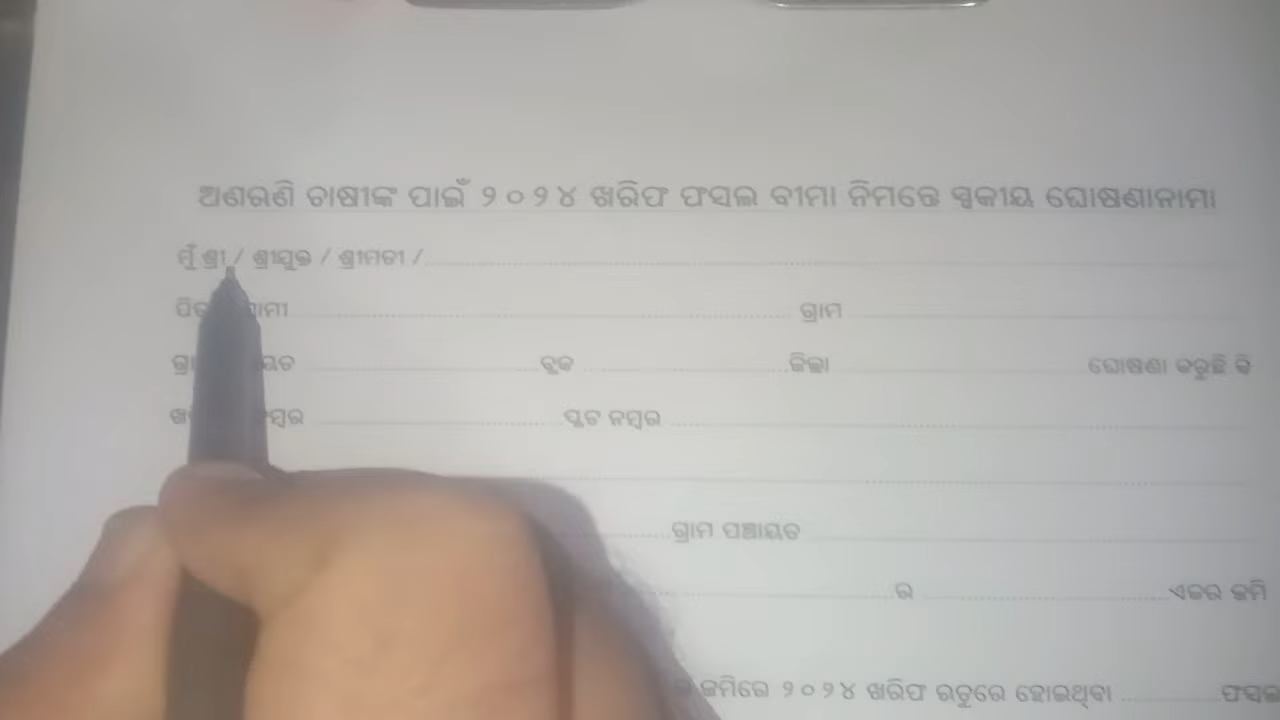 ଅଣଋଣି ଚାଷୀଙ୍କ ପାଇଁ ୨୦୨୪ ଖରିଫ ଫସଲ ବୀମା ନିମନ୍ତେ ସ୍ୱକୀୟ ଘୋଷଣାନାମା
ମୁଁ ଶ୍ରୀ / ଶ୍ରୀଯୁକ୍ତ / ଶ୍ରୀମତୀ /
ଗ୍ରାମ
ବ୍ଲକ ଜିଲ୍ଲା ଘୋଷଣା କରୁଛି କି
ପ୍ଲଟ ନମ୍ବର
ଗ୍ରାମ ପଞ୍ଚାୟତ
ର ଏକର ଜମି
ଜମିରେ ୨୦୨୪ ଖରିଫ ଋତୁରେ ହୋଇଥିବା ଫସଲ